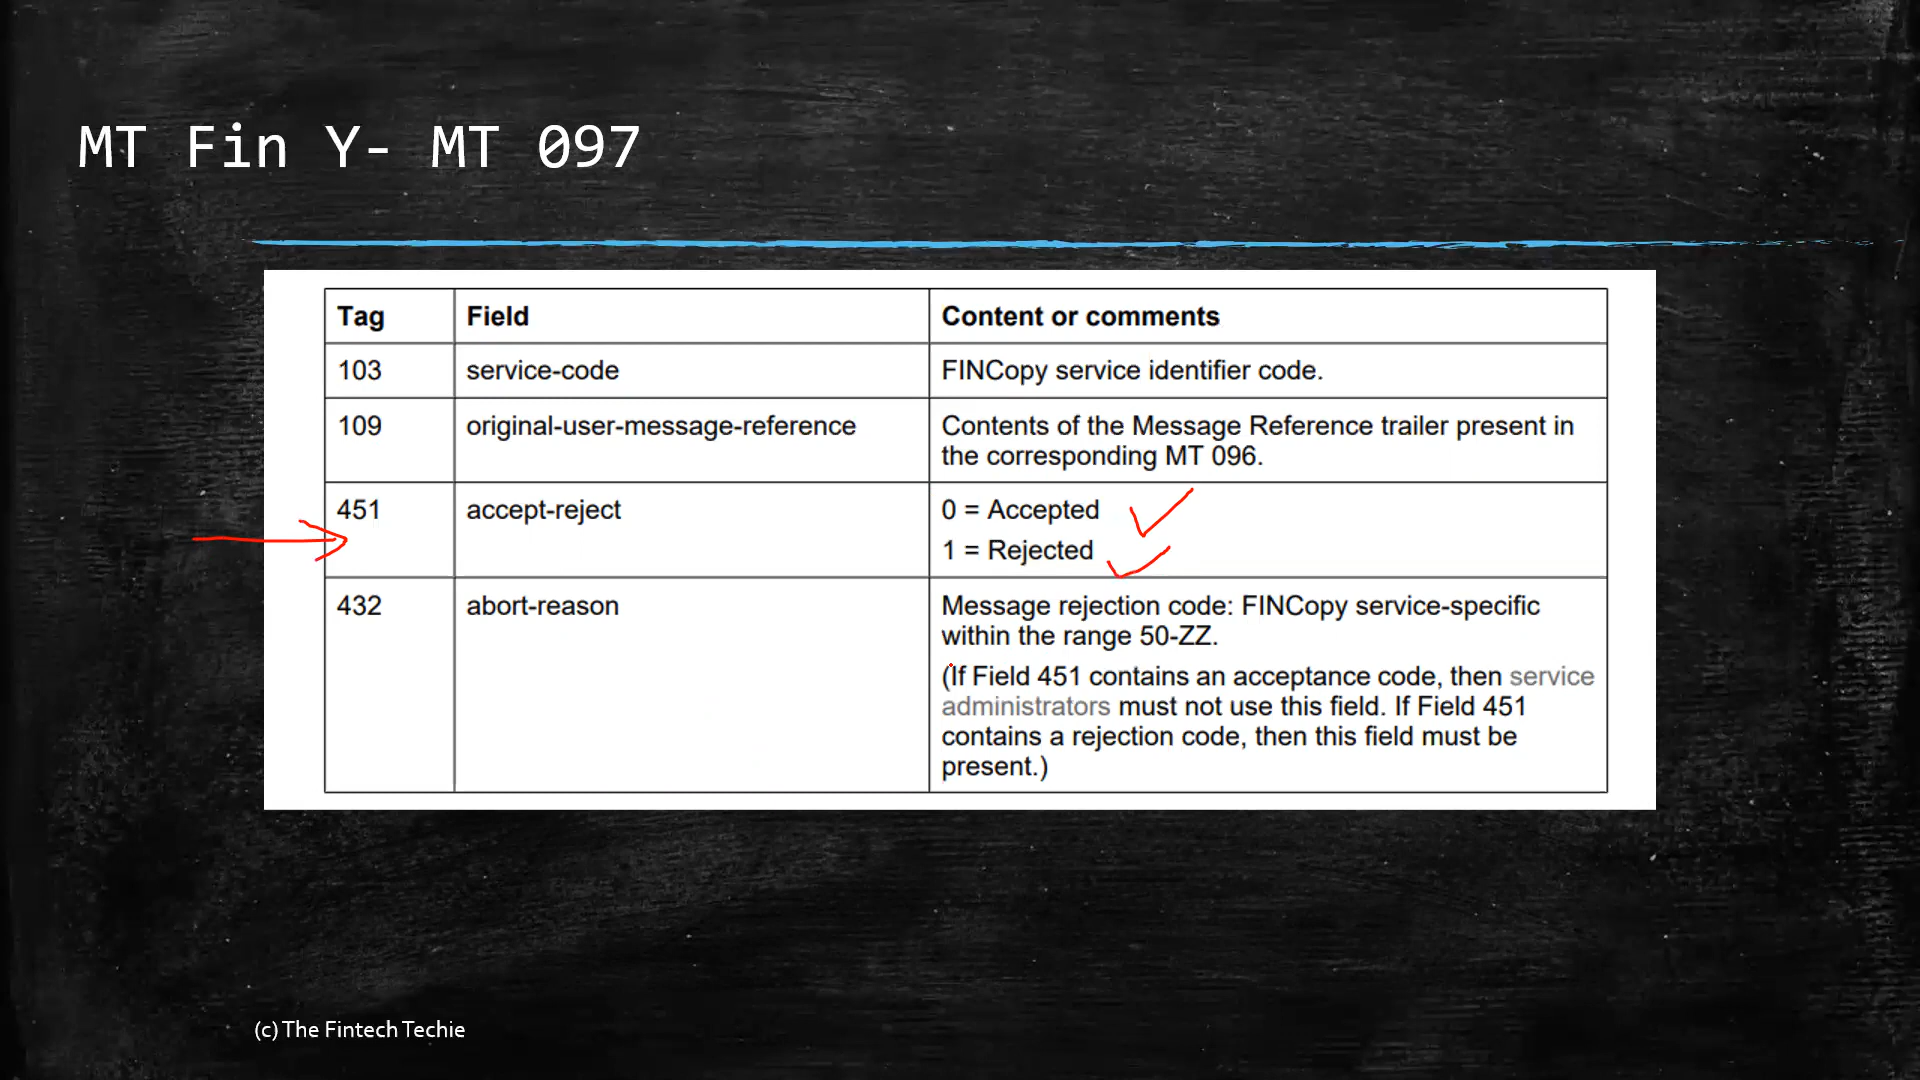 MT Fin Y- MT 097
Tag Field Content or comments
103 service-code FINCopy service identifier code.
109 original-user-message-reference Contents of the Message Reference trailer present in
the corresponding MT 096.
451 accept-reject 0 = Accepted
1 = Rejected
432 abort-reason Message rejection code: FINCopy service-specific
within the range 50-ZZ.
(If Field 451 contains an acceptance code, then service
administrators must not use this field. If Field 451
contains a rejection code, then this field must be
present.)
(c) The Fintech Techie